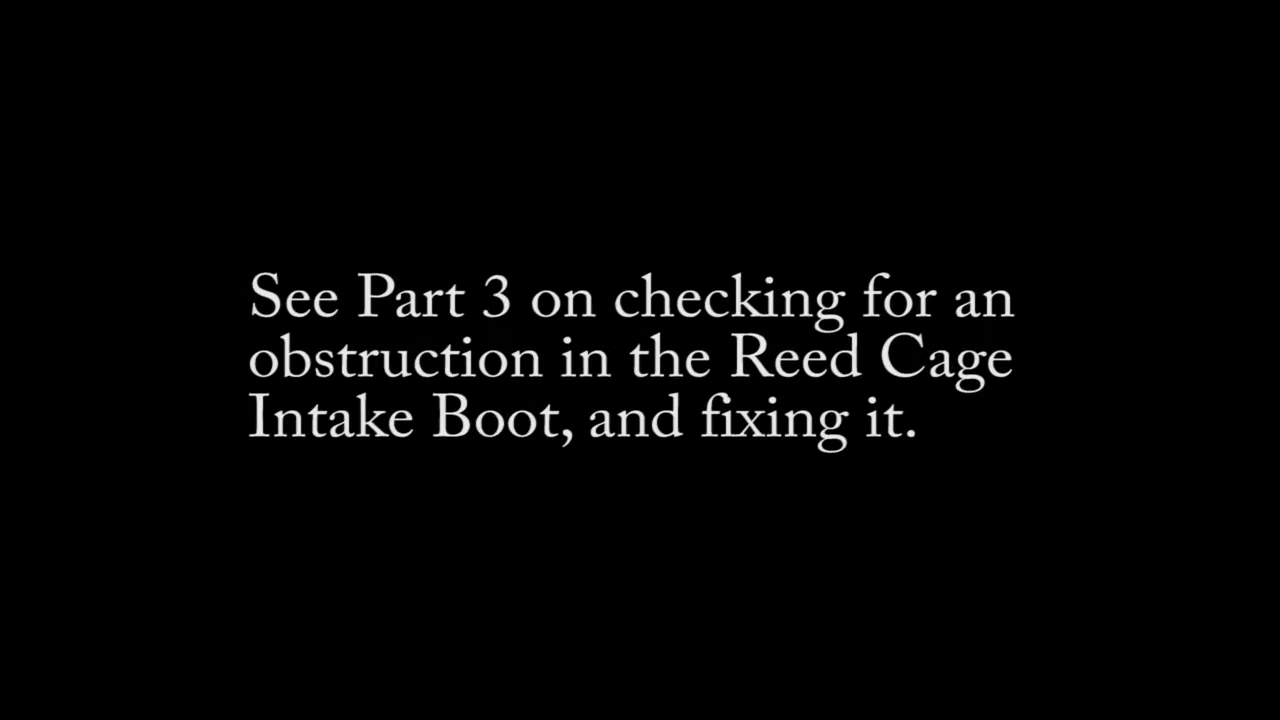 See Part 3 on checking for an
obstruction in the Reed Cage
Intake Boot, and fixing it.